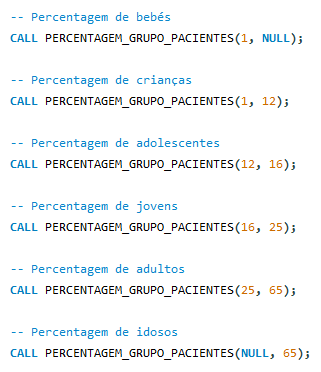 -- Percentagem de bebés
CALL PERCENTAGEM_GRUPO_PACIENTES(1, NULL);
-- Percentagem de crianças
CALL PERCENTAGEM_GRUPO_PACIENTES(1, 12);
-- Percentagem de adolescentes
CALL PERCENTAGEM_GRUPO_PACIENTES(12, 16);
-- Percentagem de jovens
CALL PERCENTAGEM_GRUPO_PACIENTES(16, 25);
-- Percentagem de adultos
CALL PERCENTAGEM_GRUPO_PACIENTES(25, 65);
-- Percentagem de idosos
CALL PERCENTAGEM_GRUPO_PACIENTES(NULL, 65);